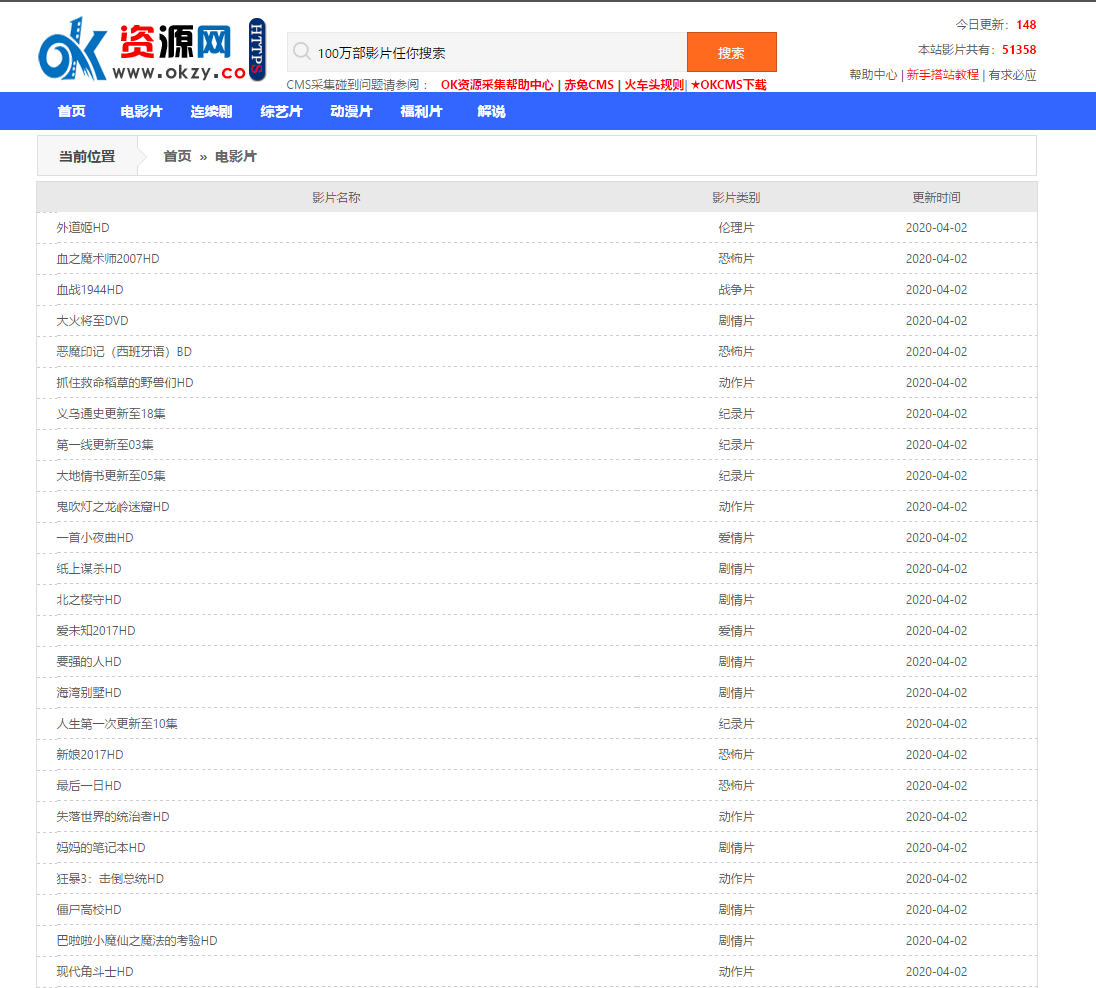 OK 资源网 HTTPS
www.okzy.co
100万部影片任你搜索 搜索
CMS采集碰到问题请参阅： OK资源采集帮助中心 | 赤兔CMS | 火车头规则| ★OKCMS下载
今日更新：148
本站影片共有：51358
帮助中心 | 新手搭站教程 | 有求必应
首页 电影片 连续剧 综艺片 动漫片 福利片 解说
当前位置 首页 » 电影片
影片名称 影片类别 更新时间
外道姬HD 伦理片 2020-04-02
血之魔术师2007HD 恐怖片 2020-04-02
血战1944HD 战争片 2020-04-02
大火将至DVD 剧情片 2020-04-02
恶魔印记（西班牙语）BD 恐怖片 2020-04-02
抓住救命稻草的野兽们HD 动作片 2020-04-02
义乌通史更新至18集 纪录片 2020-04-02
第一线更新至03集 纪录片 2020-04-02
大地情书更新至05集 纪录片 2020-04-02
鬼吹灯之龙岭迷窟HD 动作片 2020-04-02
一首小夜曲HD 爱情片 2020-04-02
纸上谋杀HD 剧情片 2020-04-02
北之樱守HD 剧情片 2020-04-02
爱未知2017HD 爱情片 2020-04-02
要强的人HD 剧情片 2020-04-02
海湾别墅HD 剧情片 2020-04-02
人生第一次更新至10集 纪录片 2020-04-02
新娘2017HD 恐怖片 2020-04-02
最后一日HD 恐怖片 2020-04-02
失落世界的统治者HD 动作片 2020-04-02
妈妈的笔记本HD 剧情片 2020-04-02
狂暴3：击倒总统HD 动作片 2020-04-02
僵尸高校HD 剧情片 2020-04-02
巴啦啦小魔仙之魔法的考验HD 剧情片 2020-04-02
现代角斗士HD 动作片 2020-04-02